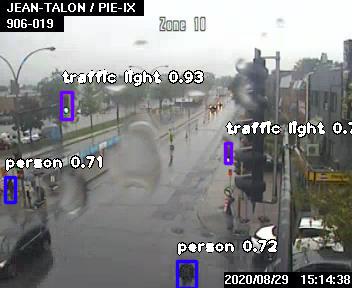 JEAN-TALON / PIE-IX
906-019
Zone 10
traffic light 0.93
traffic light 0.7
person 0.71
person 0.72
2020/08/29 15:14:38